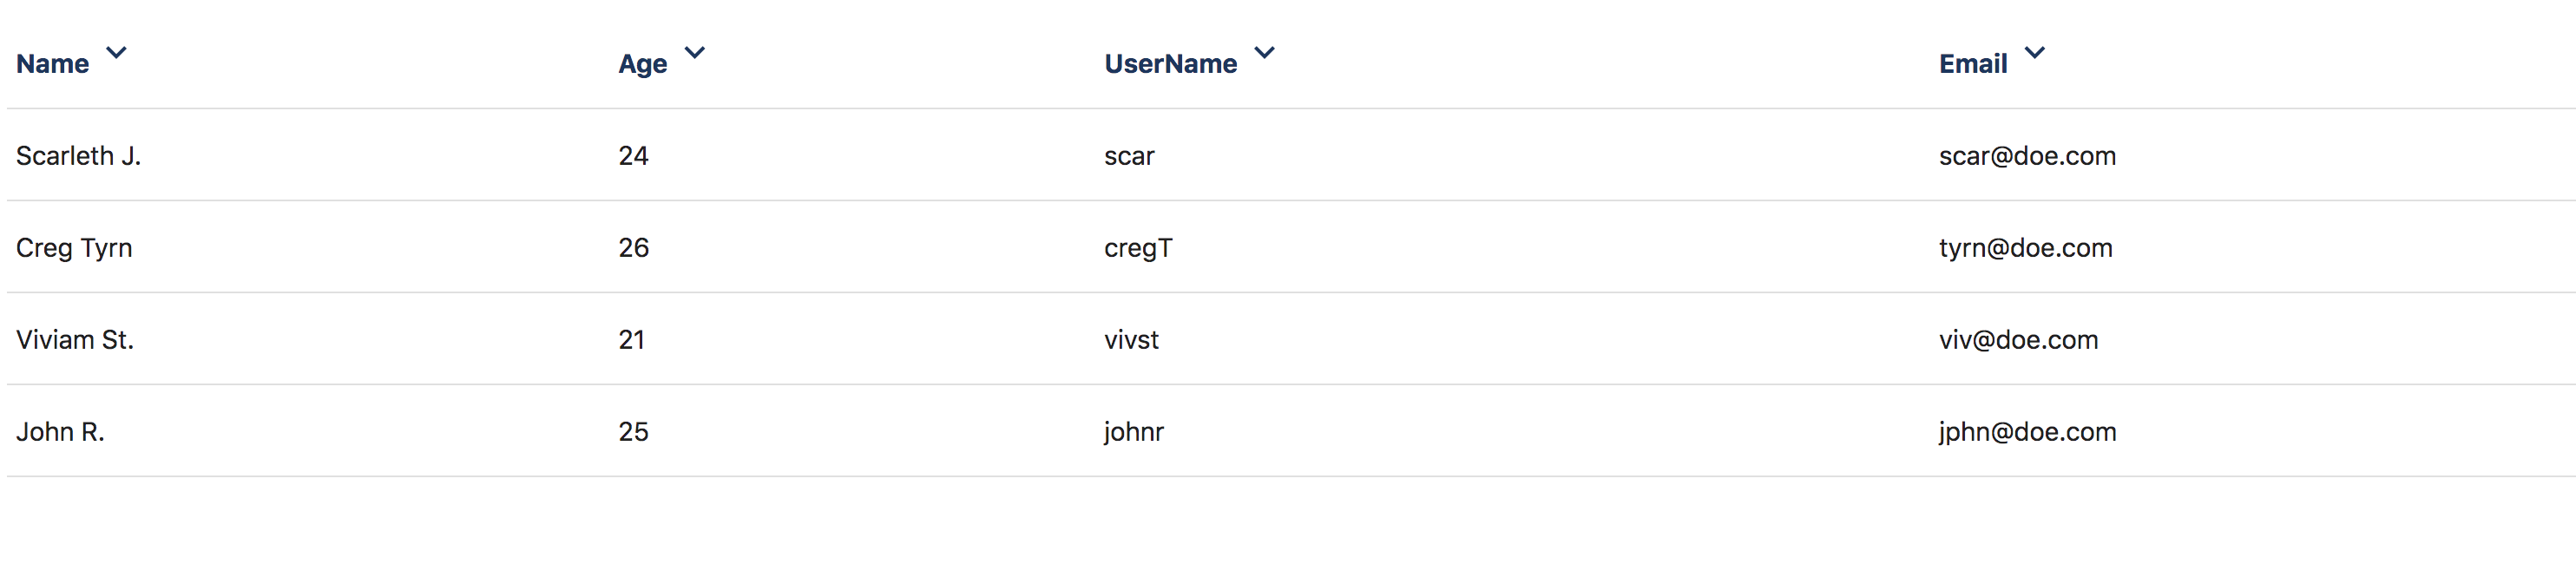 Name Age UserName Email
Scarleth J. 24 scar scar@doe.com
Creg Tyrn 26 cregT tyrn@doe.com
Viviam St. 21 vivst viv@doe.com
John R. 25 johnr jphn@doe.com